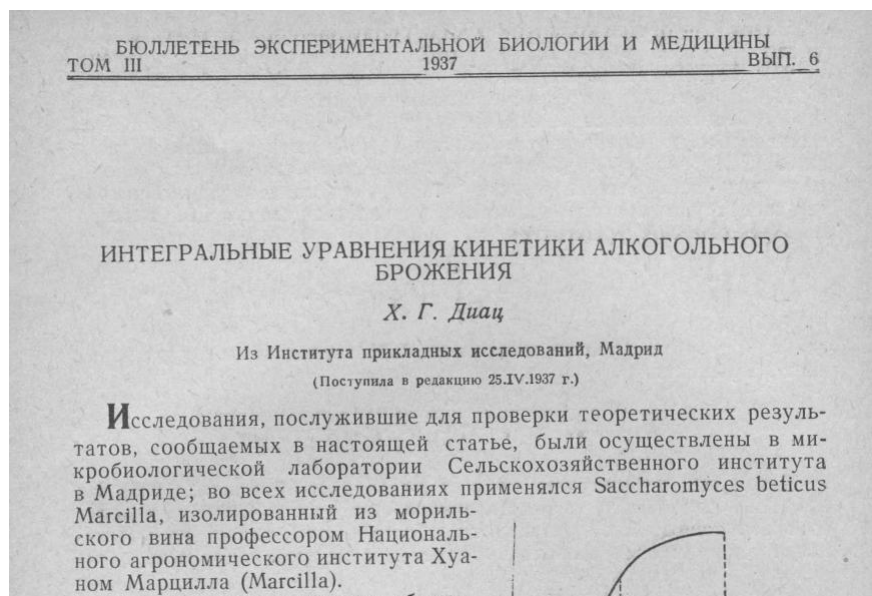 БЮЛЛЕТЕНЬ ЭКСПЕРИМЕНТАЛЬНОЙ БИОЛОГИИ И МЕДИЦИНЫ
ТОМ III 1937 ВЫП. 6
ИНТЕГРАЛЬНЫЕ УРАВНЕНИЯ КИНЕТИКИ АЛКОГОЛЬНОГО
БРОЖЕНИЯ
Х. Г. Диац
Из Института прикладных исследований, Мадрид
(Поступила в редакцию 25.IV.1937 г.)
Исследования, послужившие для проверки теоретических резуль-
татов, сообщаемых в настоящей статье, были осуществлены в ми-
кробиологической лаборатории Сельскохозяйственного института
в Мадриде; во всех исследованиях применялся Saccharomyces beticus
Marcilla, изолированный из мориль-
ского вина профессором Националь-
ного агрономического института Хуа-
ном Марцилла (Marcilla).